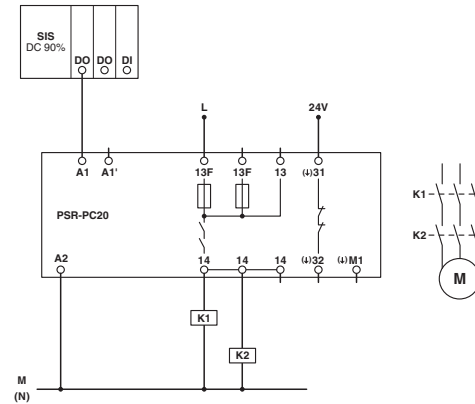 SIS
DC 90%
DO DO DI
L 24V
A1 A1' 13F 13F 13 (↓)31
K1
PSR-PC20
K2
A2 14 14 14 (↓)32 (↓)M1
M
K1
K2
M
(N)